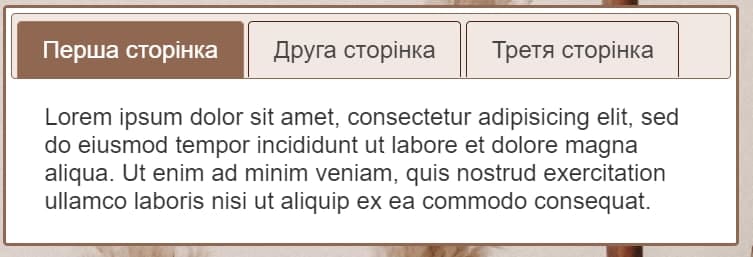 Перша сторінка Друга сторінка Третя сторінка
Lorem ipsum dolor sit amet, consectetur adipisicing elit, sed
do eiusmod tempor incididunt ut labore et dolore magna
aliqua. Ut enim ad minim veniam, quis nostrud exercitation
ullamco laboris nisi ut aliquip ex ea commodo consequat.